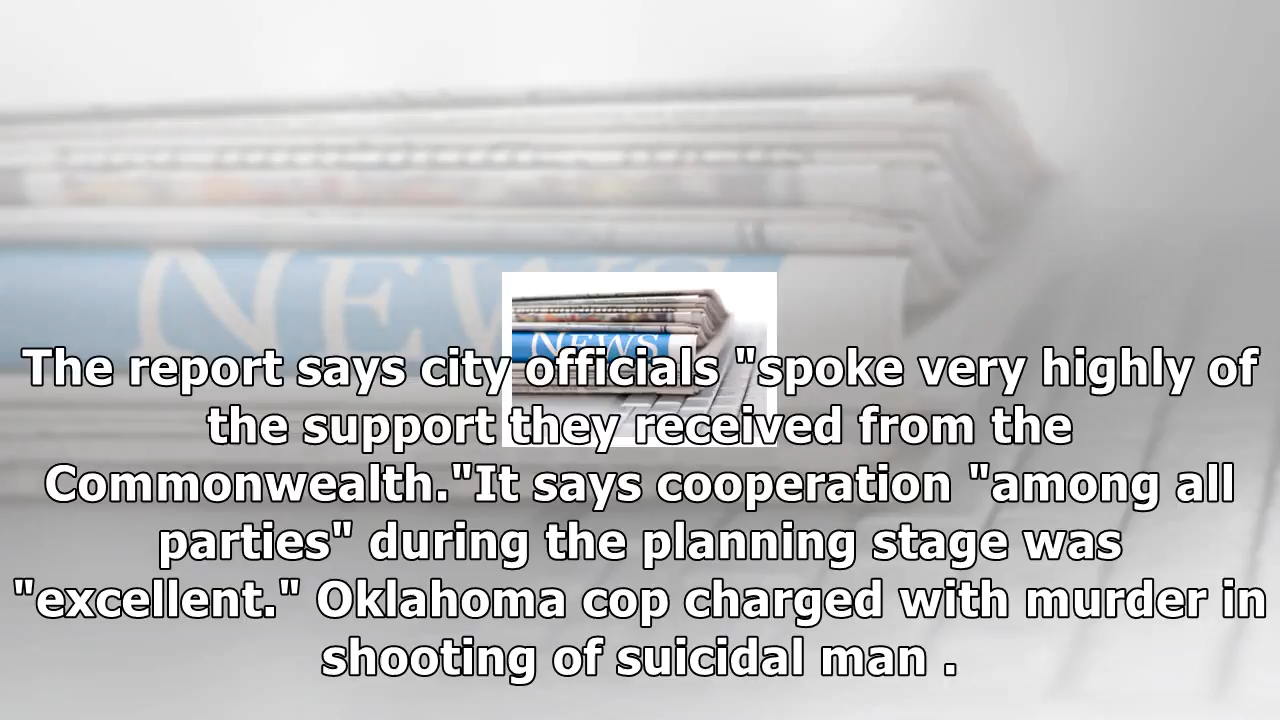 NEWS
NEWS
The report says city officials "spoke very highly of
the support they received from the
Commonwealth."It says cooperation "among all
parties" during the planning stage was
"excellent." Oklahoma cop charged with murder in
shooting of suicidal man .